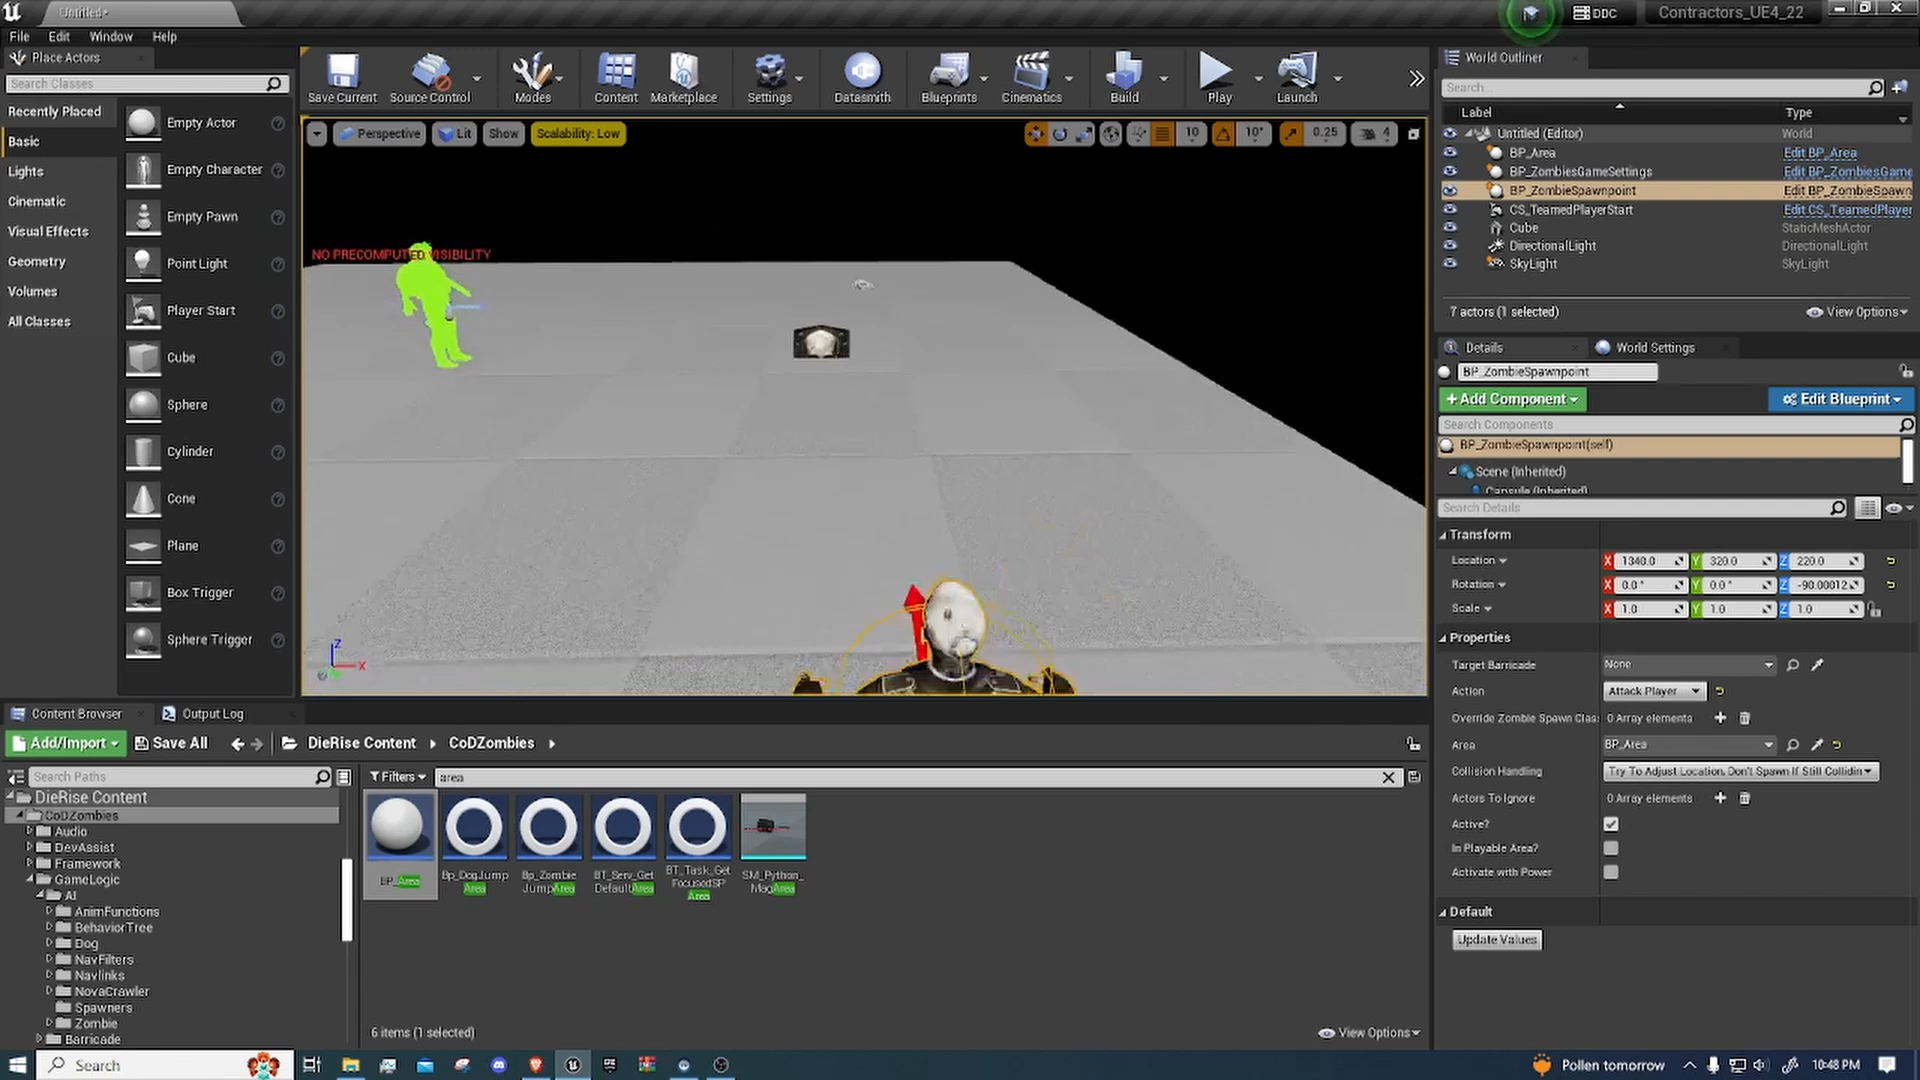 Untitled*
DDC
Contractors_UE4_22
File Edit Window Help
Place Actors
Search Classes
Recently Placed
Basic
Lights
Cinematic
Visual Effects
Geometry
Volumes
All Classes
Empty Actor
Empty Character
Empty Pawn
Point Light
Player Start
Cube
Sphere
Cylinder
Cone
Plane
Box Trigger
Sphere Trigger
Save Current Source Control Modes Content Marketplace Settings Datasmith Blueprints Cinematics Build Play Launch
Perspective Lit Show Scalability: Low
10 10° 0.25 4
NO PRECOMPUTED VISIBILITY
Z
X
World Outliner
Search...
Label Type
Untitled (Editor) World
BP_Area Edit BP_Area
BP_ZombiesGameSettings Edit BP_ZombiesGame
BP_ZombieSpawnpoint Edit BP_ZombieSpawn
CS_TeamedPlayerStart Edit CS_TeamedPlayer
Cube StaticMeshActor
DirectionalLight DirectionalLight
SkyLight SkyLight
7 actors (1 selected) View Options
Details World Settings
BP_ZombieSpawnpoint
+Add Component Edit Blueprint
Search Components
BP_ZombieSpawnpoint(self)
Scene (Inherited)
Capsule (Inherited)
Search Details
Transform
Location X 1340.0 Y 320.0 Z 220.0
Rotation X 0.0° Y 0.0° Z -90.00012
Scale X 1.0 Y 1.0 Z 1.0
Properties
Target Barricade None
Action Attack Player
Override Zombie Spawn Clas 0 Array elements
Area BP_Area
Collision Handling Try To Adjust Location, Don't Spawn If Still Collidin
Actors To Ignore 0 Array elements
Active?
In Playable Area?
Activate with Power
Default
Update Values
Content Browser Output Log
Add/Import Save All DieRise Content CoDZombies
Search Paths
Filters area
DieRise Content
CoDZombies
Audio
DevAssist
Framework
GameLogic
AI
AnimFunctions
BehaviorTree
Dog
NavFilters
Navlinks
NovaCrawler
Spawners
Zombie
Barricade
BP_Area
Bp_DogJump
Area
Bp_Zombie
JumpArea
BT_Serv_Get
DefaultArea
BT_Task_Get
FocusedSP
Area
SM_Python_
MagArea
6 items (1 selected) View Options
Search
Pollen tomorrow
10:48 PM